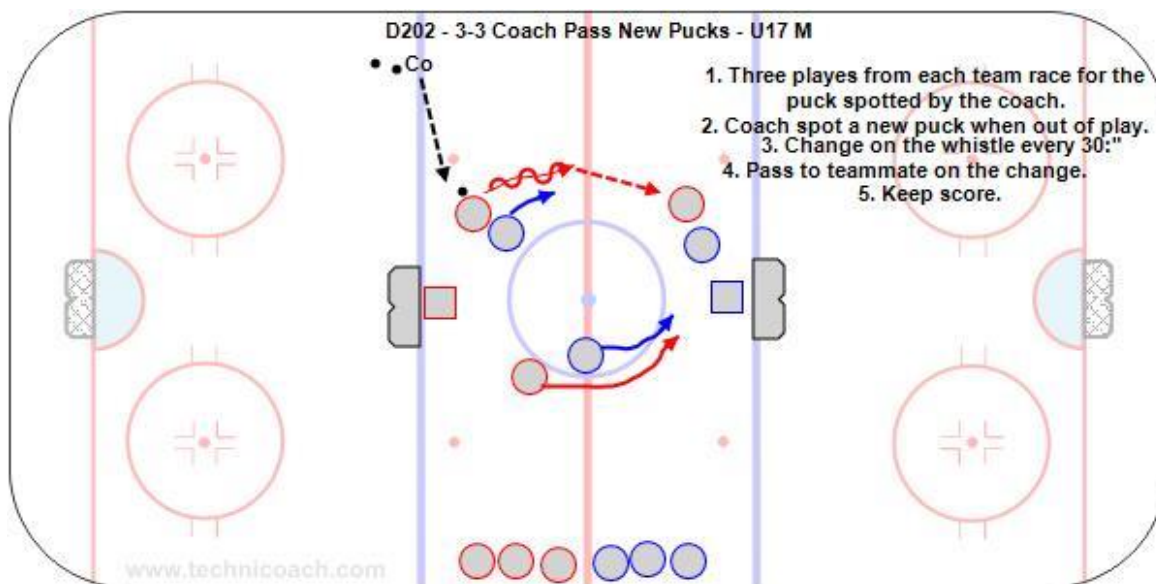 D202 - 3-3 Coach Pass New Pucks - U17 M
Co
1. Three playes from each team race for the
puck spotted by the coach.
2. Coach spot a new puck when out of play.
3. Change on the whistle every 30:"
4. Pass to teammate on the change.
5. Keep score.
www.technicoach.com